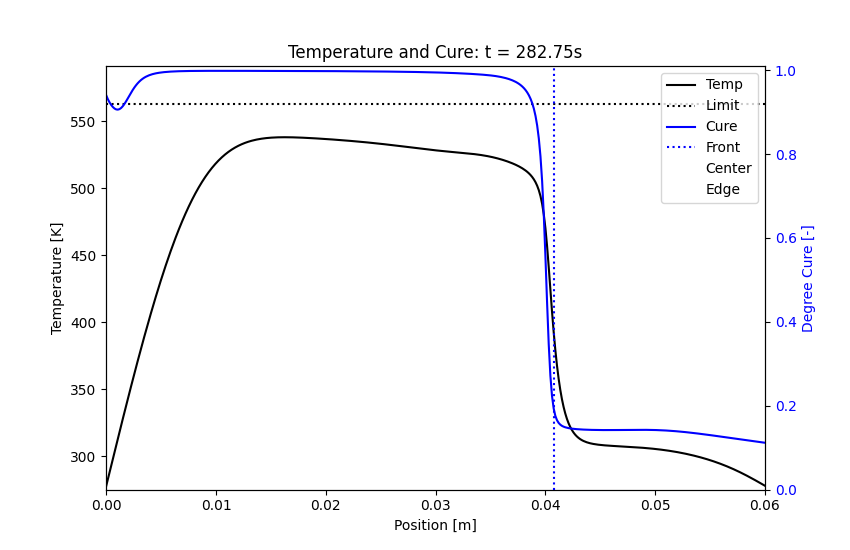 Temperature and Cure: t = 282.75s
Temp
Limit
Cure
Front
Center
Edge
550
500
450
400
350
300
Temperature [K]
1.0
0.8
0.6
0.4
0.2
0.0
Degree Cure [-]
0.00 0.01 0.02 0.03 0.04 0.05 0.06
Position [m]